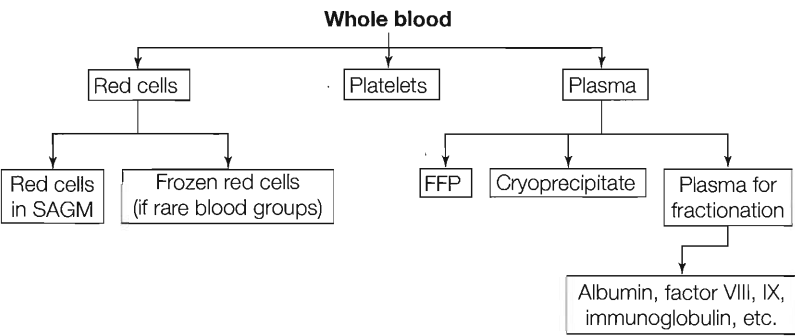 Whole blood
Red cells
Platelets
Plasma
Red cells
in SAGM
Frozen red cells
(if rare blood groups)
FFP
Cryoprecipitate
Plasma for
fractionation
Albumin, factor VIII, IX,
immunoglobulin, etc.